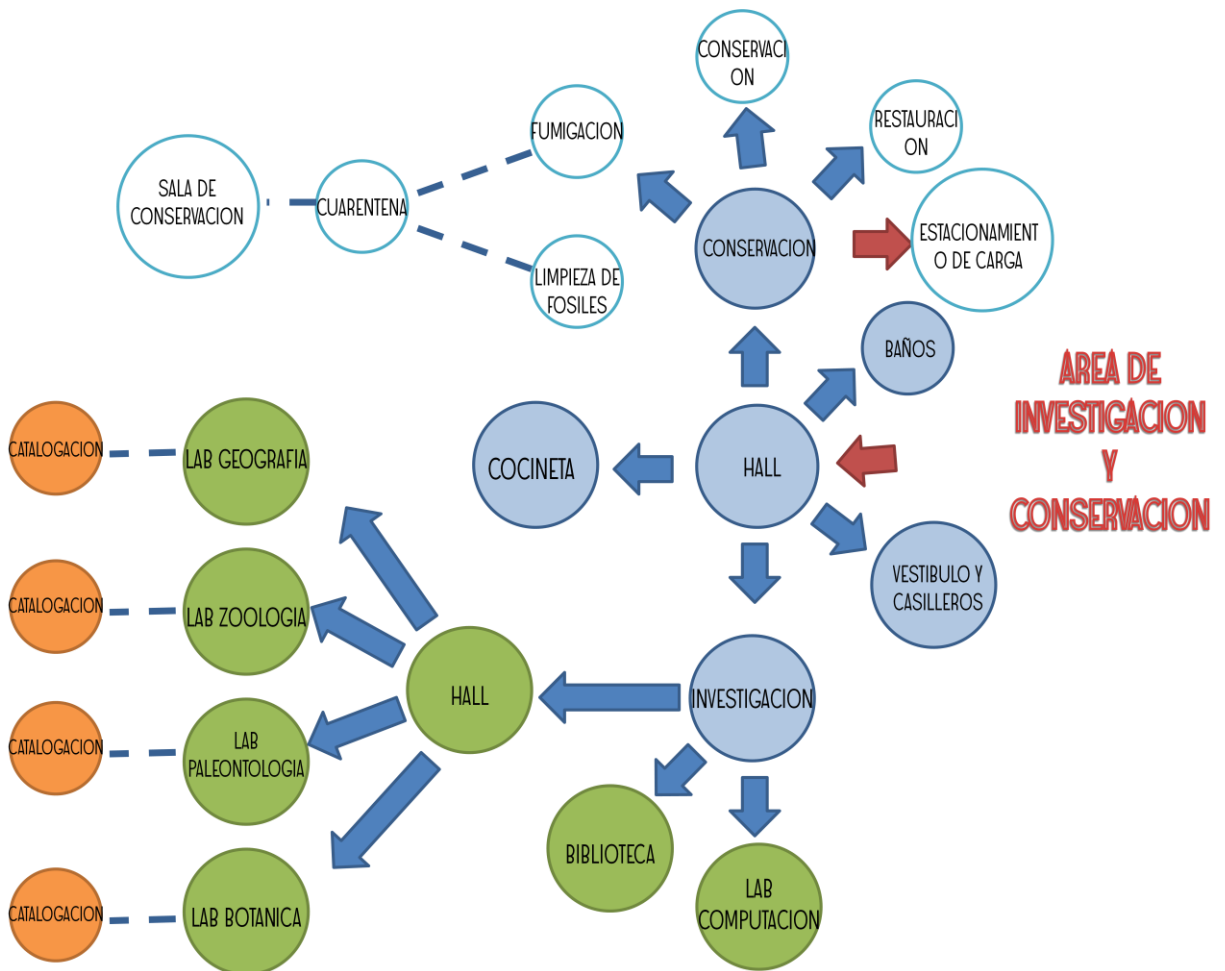 CONSERVACI
ON
RESTAURACI
ON
FUMIGACION
SALA DE
CONSERVACION
CUARENTENA
LIMPIEZA DE
FOSILES
CONSERVACION
ESTACIONAMIENT
O DE CARGA
BAÑOS
AREA DE
INVESTIGACION
Y
CONSERVACION
COCINETA
HALL
VESTIBULO Y
CASILLEROS
CATALOGACION
LAB GEOGRAFIA
CATALOGACION
LAB ZOOLOGIA
HALL
INVESTIGACION
CATALOGACION
LAB
PALEONTOLOGIA
BIBLIOTECA
LAB
COMPUTACION
CATALOGACION
LAB BOTANICA